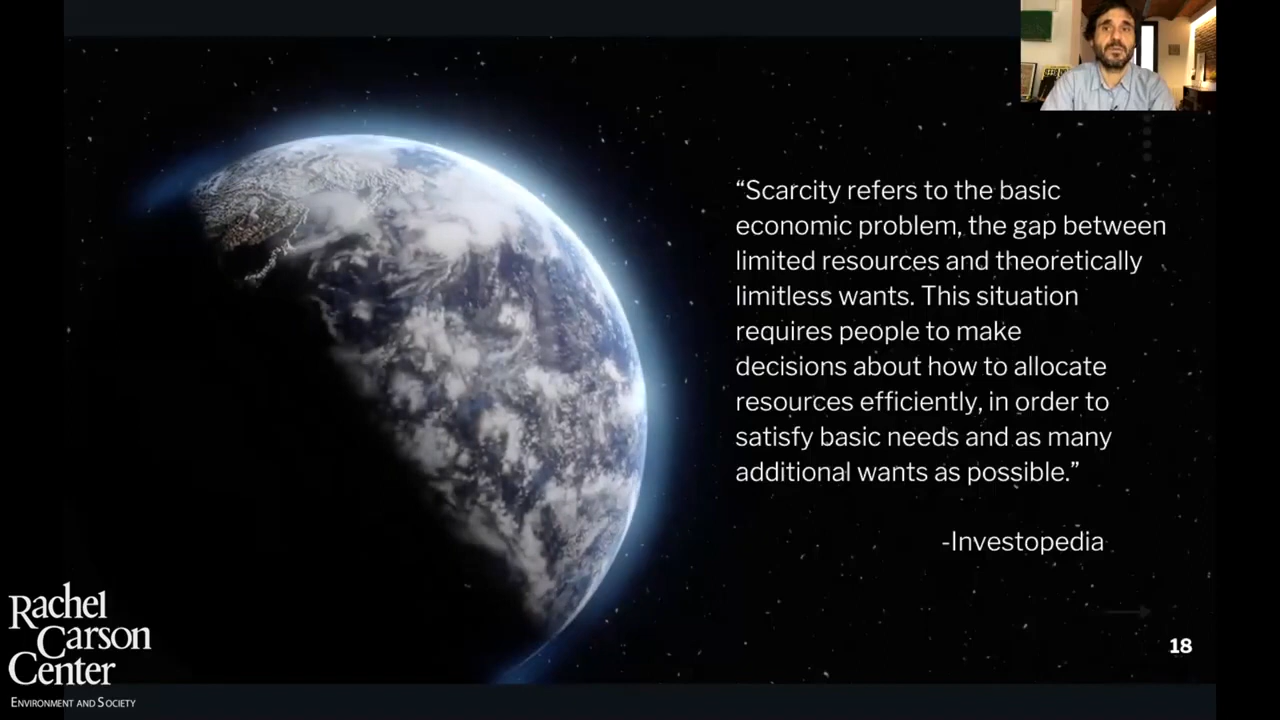 “Scarcity refers to the basic
economic problem, the gap between
limited resources and theoretically
limitless wants. This situation
requires people to make
decisions about how to allocate
resources efficiently, in order to
satisfy basic needs and as many
additional wants as possible.”
-Investopedia
18
Rachel
Carson
Center
ENVIRONMENT AND SOCIETY